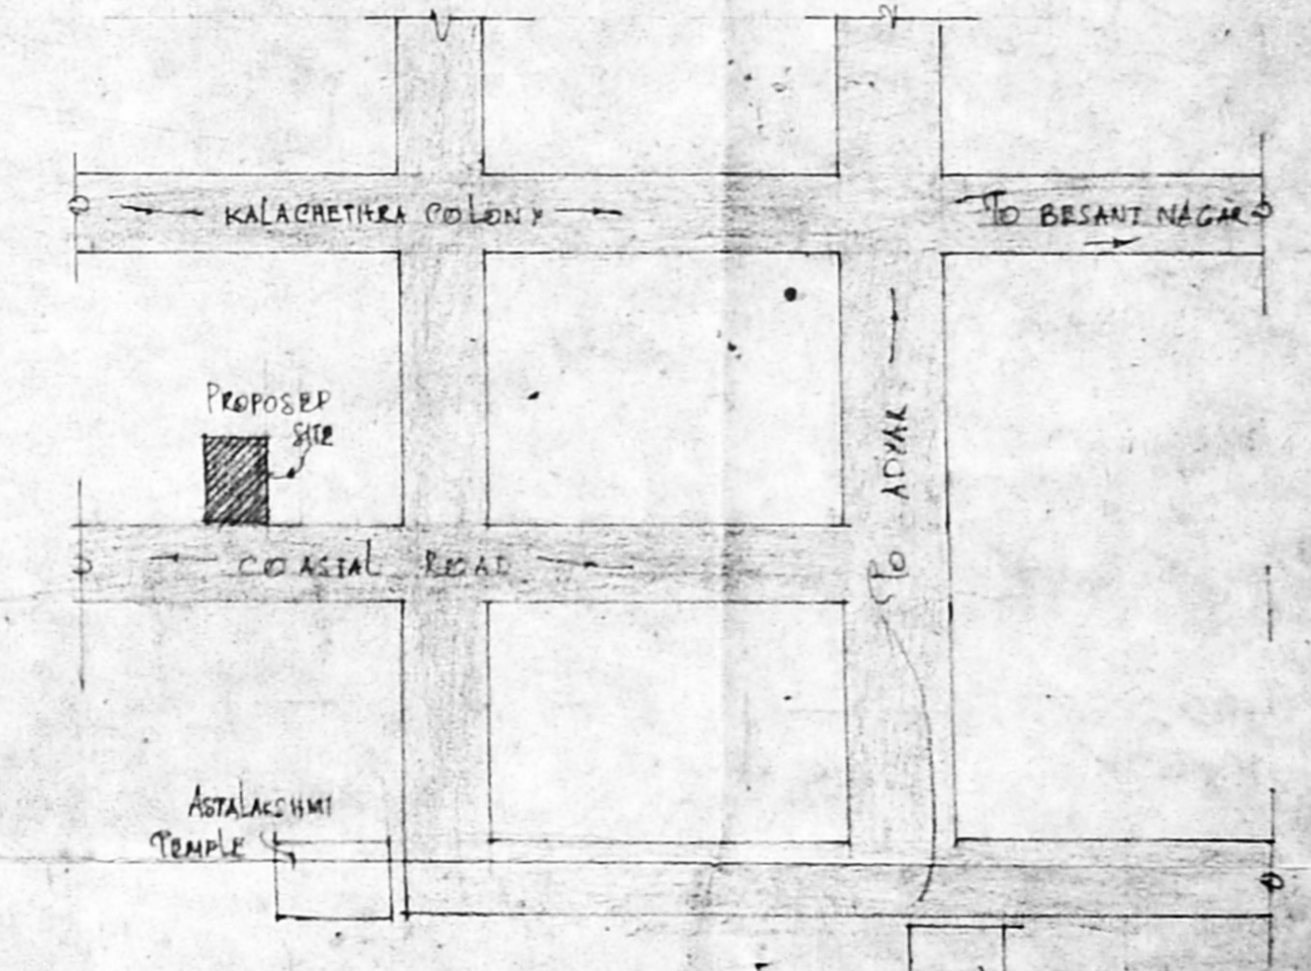 KALACHETHRA COLONY
TO BESANT NAGAR
PROPOSED
SITE
TO ADYAR
COASTAL ROAD
ASTALAKSHMI
TEMPLE